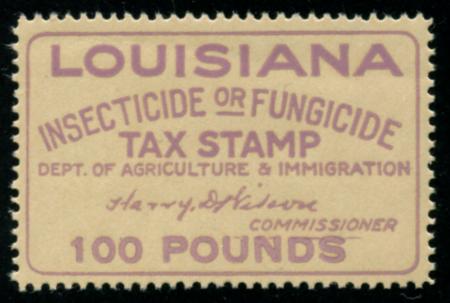 LOUISIANA
INSECTICIDE OR FUNGICIDE
TAX STAMP
DEPT. OF AGRICULTURE & IMMIGRATION
Harry. D. Wilson
COMMISSIONER
100 POUNDS